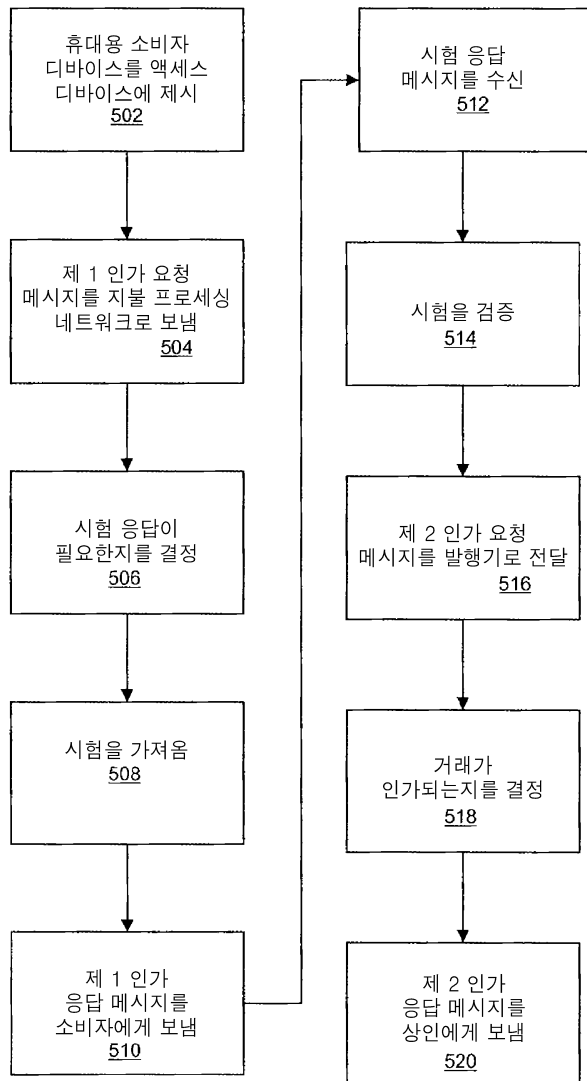 휴대용 소비자
디바이스를 액세스
디바이스에 제시
502
제 1 인가 요청
메시지를 지불 프로세싱
네트워크로 보냄
504
시험 응답이
필요한지를 결정
506
시험을 가져옴
508
제 1 인가
응답 메시지를
소비자에게 보냄
510
시험 응답
메시지를 수신
512
시험을 검증
514
제 2 인가 요청
메시지를 발행기로 전달
516
거래가
인가되는지를 결정
518
제 2 인가
응답 메시지를
상인에게 보냄
520